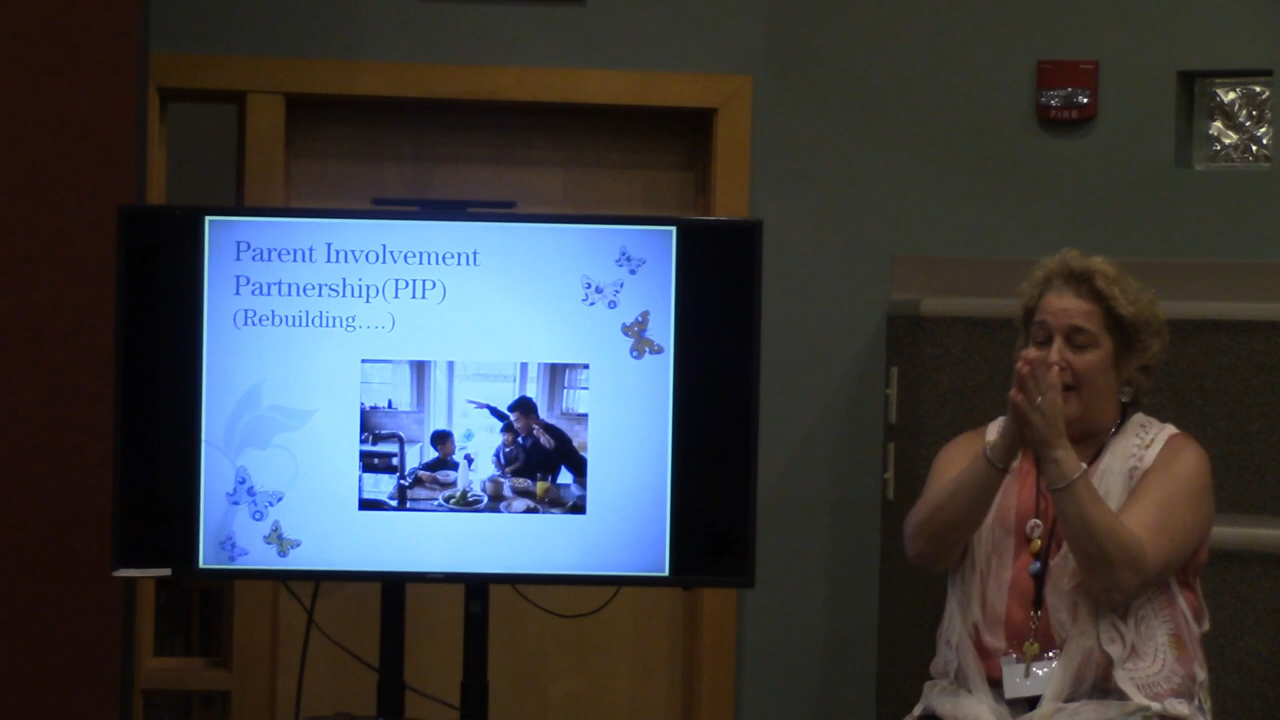 Parent Involvement
Partnership(PIP)
(Rebuilding....)
FIRE